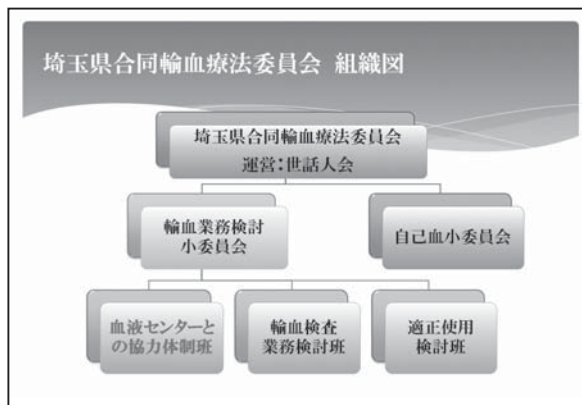 埼玉県合同輸血療法委員会 組織図
埼玉県合同輸血療法委員会
運営:世話人会
輸血業務検討
小委員会
自己血小委員会
血液センターと
の協力体制班
輸血検査
業務検討班
適正使用
検討班